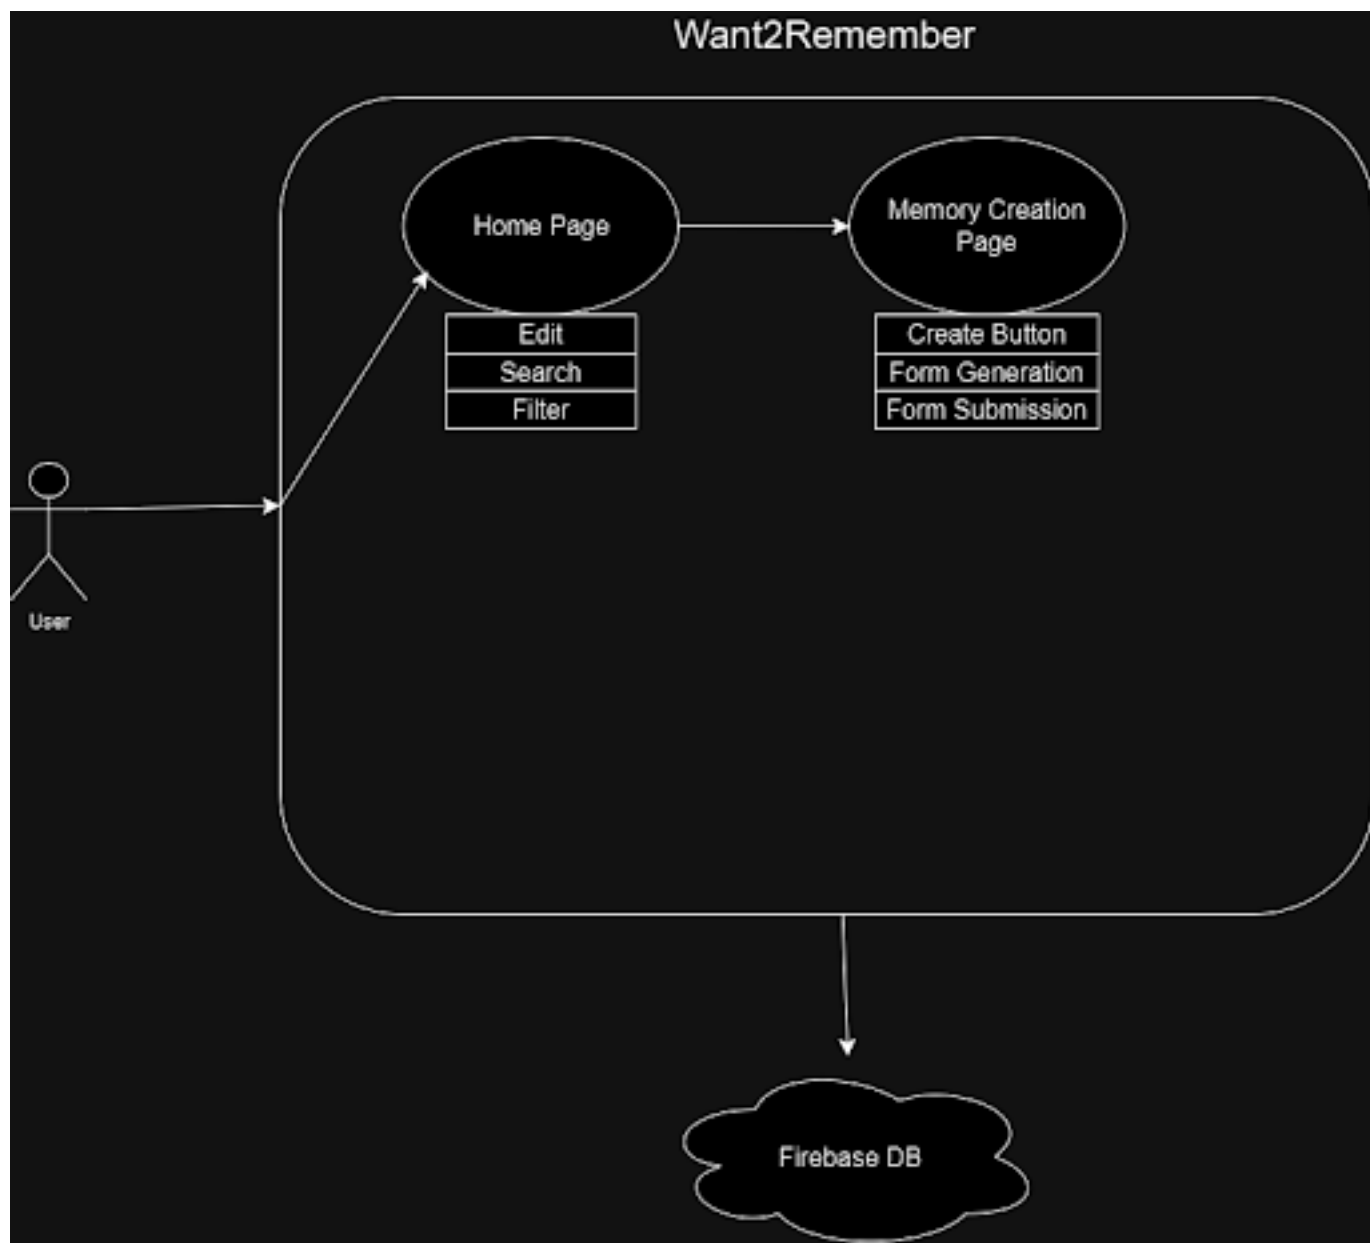 Want2Remember
Home Page
Memory Creation
Page
Edit
Search
Filter
Create Button
Form Generation
Form Submission
User
Firebase DB